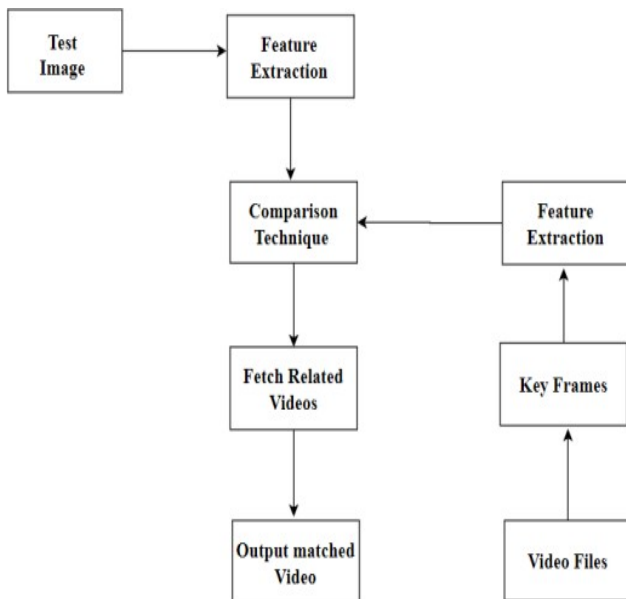 Test
Image
Feature
Extraction
Comparison
Technique
Feature
Extraction
Fetch Related
Videos
Key Frames
Output matched
Video
Video Files